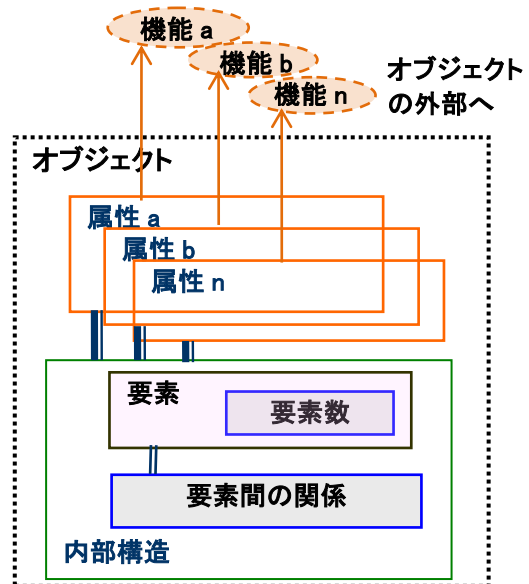 機能 a
機能 b
機能 n
オブジェクト
の外部へ
オブジェクト
属性 a
属性 b
属性 n
要素
要素数
要素間の関係
内部構造